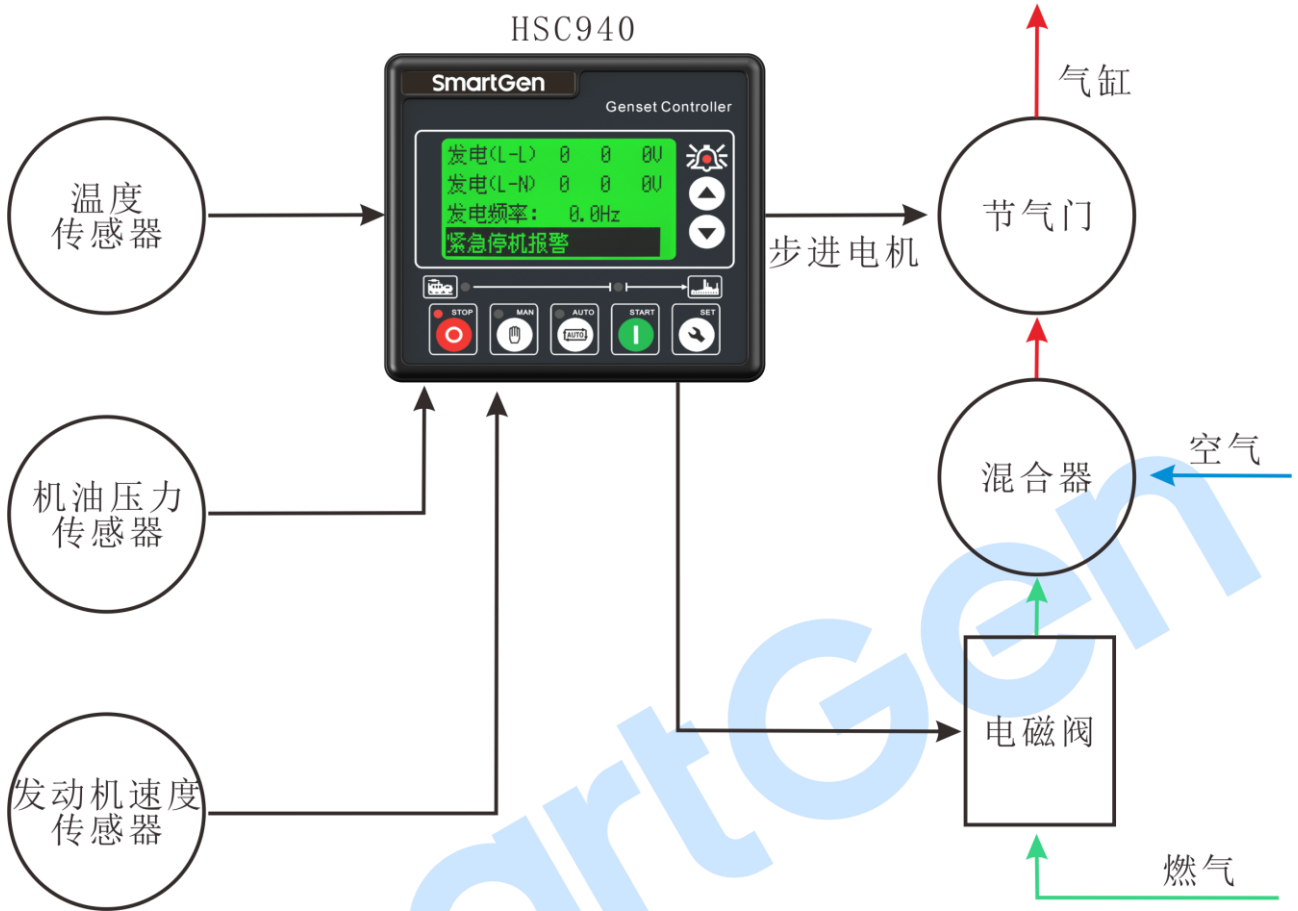 HSC940
SmartGen
Genset Controller
发电(L-L) 0 0 0V
发电(L-N) 0 0 0V
发电频率: 0.0Hz
紧急停机报警
STOP
MAN
AUTO
AUTO
START
SET
温度
传感器
机油压力
传感器
发动机速度
传感器
步进电机
气缸
节气门
混合器
空气
电磁阀
燃气
artGen